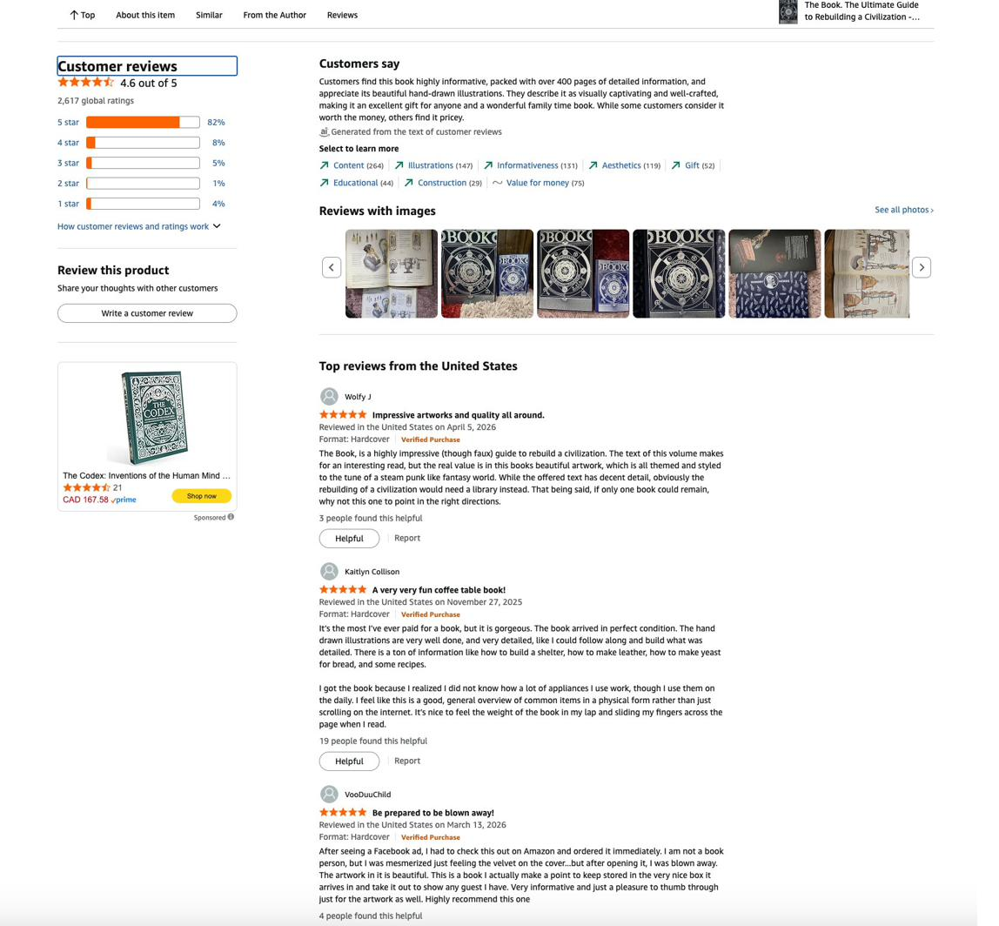 Top
About this item
Similar
From the Author
Reviews
The Book. The Ultimate Guide
to Rebuilding a Civilization -…
Customer reviews
4.6 out of 5
2,617 global ratings
5 star 82%
4 star 8%
3 star 5%
2 star 1%
1 star 4%
How customer reviews and ratings work
Review this product
Share your thoughts with other customers
Write a customer review
THE
CODEX
The Codex: Inventions of the Human Mind …
21
CAD 167.58 prime
Shop now
Sponsored
Customers say
Customers find this book highly informative, packed with over 400 pages of detailed information, and
appreciate its beautiful hand-drawn illustrations. They describe it as visually captivating and well-crafted,
making it an excellent gift for anyone and a wonderful family time book. While some customers consider it
worth the money, others find it pricey.
ai Generated from the text of customer reviews
Select to learn more
Content (264) Illustrations (147) Informativeness (131) Aesthetics (119) Gift (52)
Educational (44) Construction (29) Value for money (75)
Reviews with images
See all photos ›
BOOK
BOOK
BOOK
Top reviews from the United States
Wolfy J
Impressive artworks and quality all around.
Reviewed in the United States on April 5, 2026
Format: Hardcover Verified Purchase
The Book, is a highly impressive (though faux) guide to rebuild a civilization. The text of this volume makes
for an interesting read, but the real value is in this books beautiful artwork, which is all themed and styled
to the tune of a steam punk like fantasy world. While the offered text has decent detail, obviously the
rebuilding of a civilization would need a library instead. That being said, if only one book could remain,
why not this one to point in the right directions.
3 people found this helpful
Helpful
Report
Kaitlyn Collison
A very very fun coffee table book!
Reviewed in the United States on November 27, 2025
Format: Hardcover Verified Purchase
It's the most I've ever paid for a book, but it is gorgeous. The book arrived in perfect condition. The hand
drawn illustrations are very well done, and very detailed, like I could follow along and build what was
detailed. There is a ton of information like how to build a shelter, how to make leather, how to make yeast
for bread, and some recipes.
I got the book because I realized I did not know how a lot of appliances I use work, though I use them on
the daily. I feel like this is a good, general overview of common items in a physical form rather than just
scrolling on the internet. It's nice to feel the weight of the book in my lap and sliding my fingers across the
page when I read.
19 people found this helpful
Helpful
Report
VooDuuChild
Be prepared to be blown away!
Reviewed in the United States on March 13, 2026
Format: Hardcover Verified Purchase
After seeing a Facebook ad, I had to check this out on Amazon and ordered it immediately. I am not a book
person, but I was mesmerized just feeling the velvet on the cover...but after opening it, I was blown away.
The artwork in it is beautiful. This is a book I actually make a point to keep stored in the very nice box it
arrives in and take it out to show any guest I have. Very informative and just a pleasure to thumb through
just for the artwork as well. Highly recommend this one
4 people found this helpful